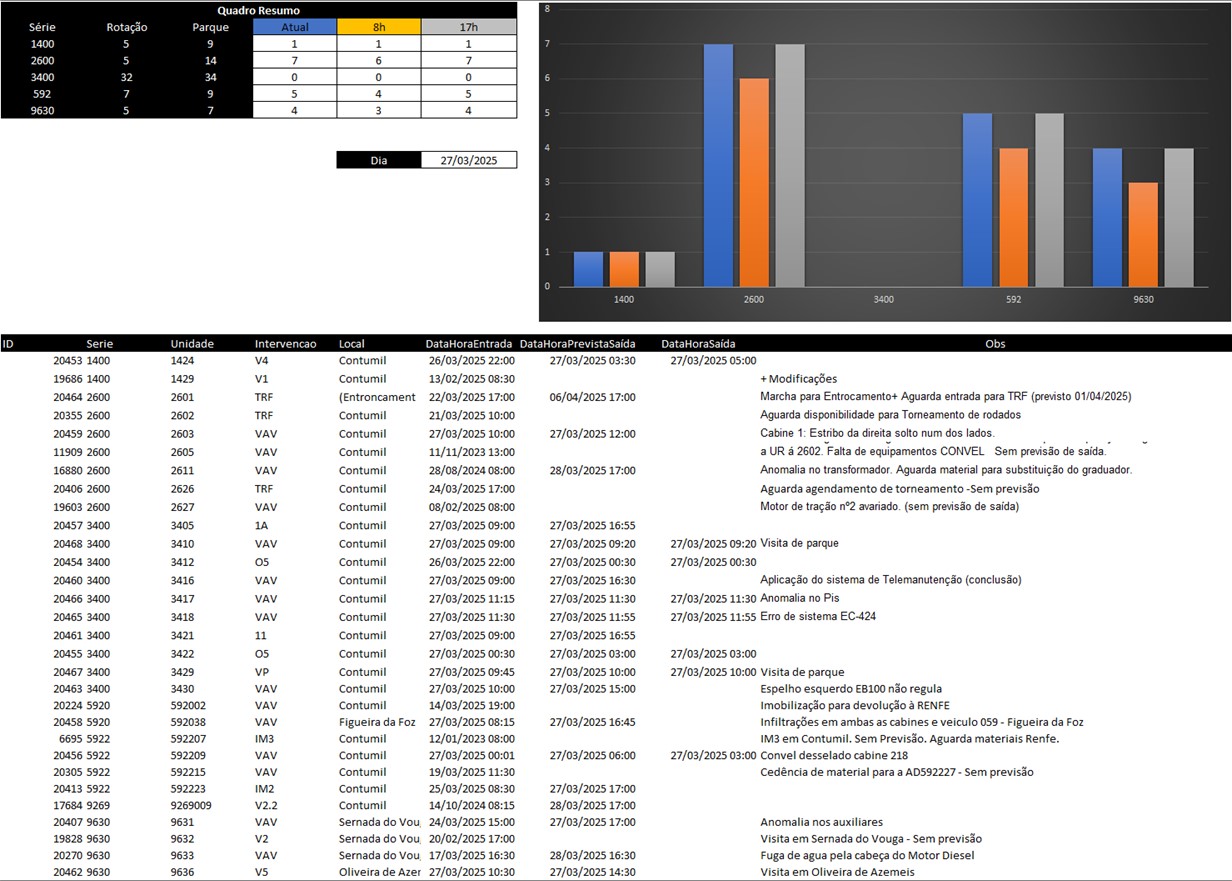 Quadro Resumo
Série Rotação Parque Atual 8h 17h
1400 5 9 1 1 1
2600 5 14 7 6 7
3400 32 34 0 0 0
592 7 9 5 4 5
9630 5 7 4 3 4
Dia 27/03/2025
8
7
6
5
4
3
2
1
0
1400 2600 3400 592 9630
ID Serie Unidade Intervencao Local DataHoraEntrada DataHoraPrevistaSaída DataHoraSaída Obs
20453 1400 1424 V4 Contumil 26/03/2025 22:00 27/03/2025 03:30 27/03/2025 05:00
19686 1400 1429 V1 Contumil 13/02/2025 08:30 + Modificações
20464 2600 2601 TRF (Entroncament 22/03/2025 17:00 06/04/2025 17:00 Marcha para Entrocamento+ Aguarda entrada para TRF (previsto 01/04/2025)
20355 2600 2602 TRF Contumil 21/03/2025 10:00 Aguarda disponibilidade para Torneamento de rodados
20459 2600 2603 VAV Contumil 27/03/2025 10:00 27/03/2025 12:00 Cabine 1: Estribo da direita solto num dos lados.
11909 2600 2605 VAV Contumil 11/11/2023 13:00 a UR á 2602. Falta de equipamentos CONVEL Sem previsão de saída.
16880 2600 2611 VAV Contumil 28/08/2024 08:00 28/03/2025 17:00 Anomalia no transformador. Aguarda material para substituição do graduador.
20406 2600 2626 TRF Contumil 24/03/2025 17:00 Aguarda agendamento de torneamento -Sem previsão
19603 2600 2627 VAV Contumil 08/02/2025 08:00 Motor de tração nº2 avariado. (sem previsão de saída)
20457 3400 3405 1A Contumil 27/03/2025 09:00 27/03/2025 16:55
20468 3400 3410 VAV Contumil 27/03/2025 09:00 27/03/2025 09:20 27/03/2025 09:20 Visita de parque
20454 3400 3412 O5 Contumil 26/03/2025 22:00 27/03/2025 00:30 27/03/2025 00:30
20460 3400 3416 VAV Contumil 27/03/2025 09:00 27/03/2025 16:30 Aplicação do sistema de Telemanutenção (conclusão)
20466 3400 3417 VAV Contumil 27/03/2025 11:15 27/03/2025 11:30 27/03/2025 11:30 Anomalia no Pis
20465 3400 3418 VAV Contumil 27/03/2025 11:30 27/03/2025 11:55 27/03/2025 11:55 Erro de sistema EC-424
20461 3400 3421 11 Contumil 27/03/2025 09:00 27/03/2025 16:55
20455 3400 3422 O5 Contumil 27/03/2025 00:30 27/03/2025 03:00 27/03/2025 03:00
20467 3400 3429 VP Contumil 27/03/2025 09:45 27/03/2025 10:00 27/03/2025 10:00 Visita de parque
20463 3400 3430 VAV Contumil 27/03/2025 10:00 27/03/2025 15:00 Espelho esquerdo EB100 não regula
20224 5920 592002 VAV Contumil 14/03/2025 19:00 Imobilização para devolução à RENFE
20458 5920 592038 VAV Figueira da Foz 27/03/2025 08:15 27/03/2025 16:45 Infiltrações em ambas as cabines e veiculo 059 - Figueira da Foz
6695 5922 592207 IM3 Contumil 12/01/2023 08:00 IM3 em Contumil. Sem Previsão. Aguarda materiais Renfe.
20456 5922 592209 VAV Contumil 27/03/2025 00:01 27/03/2025 06:00 27/03/2025 03:00 Convel desselado cabine 218
20305 5922 592215 VAV Contumil 19/03/2025 11:30 Cedência de material para a AD592227 - Sem previsão
20413 5922 592223 IM2 Contumil 25/03/2025 08:30 27/03/2025 17:00
17684 9269 9269009 V2.2 Contumil 14/10/2024 08:15 28/03/2025 17:00
20407 9630 9631 VAV Sernada do Vou 24/03/2025 15:00 27/03/2025 17:00 Anomalia nos auxiliares
19828 9630 9632 V2 Sernada do Vou 20/02/2025 17:00 Visita em Sernada do Vouga - Sem previsão
20270 9630 9633 VAV Sernada do Vou 17/03/2025 16:30 28/03/2025 16:30 Fuga de agua pela cabeça do Motor Diesel
20462 9630 9636 V5 Oliveira de Azer 27/03/2025 10:30 27/03/2025 14:30 Visita em Oliveira de Azemeis